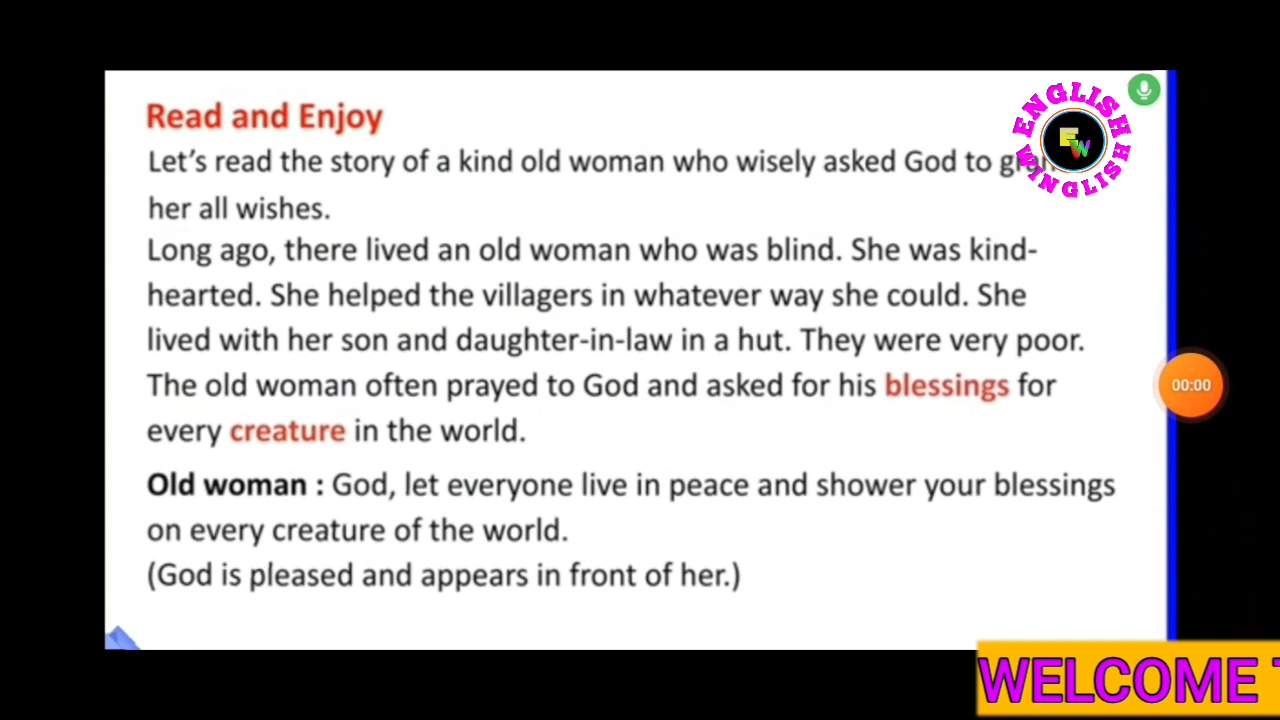 Read and Enjoy
Let's read the story of a kind old woman who wisely asked God to
her all wishes.
Long ago, there lived an old woman who was blind. She was kind-
hearted. She helped the villagers in whatever way she could. She
lived with her son and daughter-in-law in a hut. They were very poor.
The old woman often prayed to God and asked for his blessings for
every creature in the world.
Old woman : God, let everyone live in peace and shower your blessings
on every creature of the world.
(God is pleased and appears in front of her.)
ENGLISH
EW
WINGLISH
00:00
WELCOME